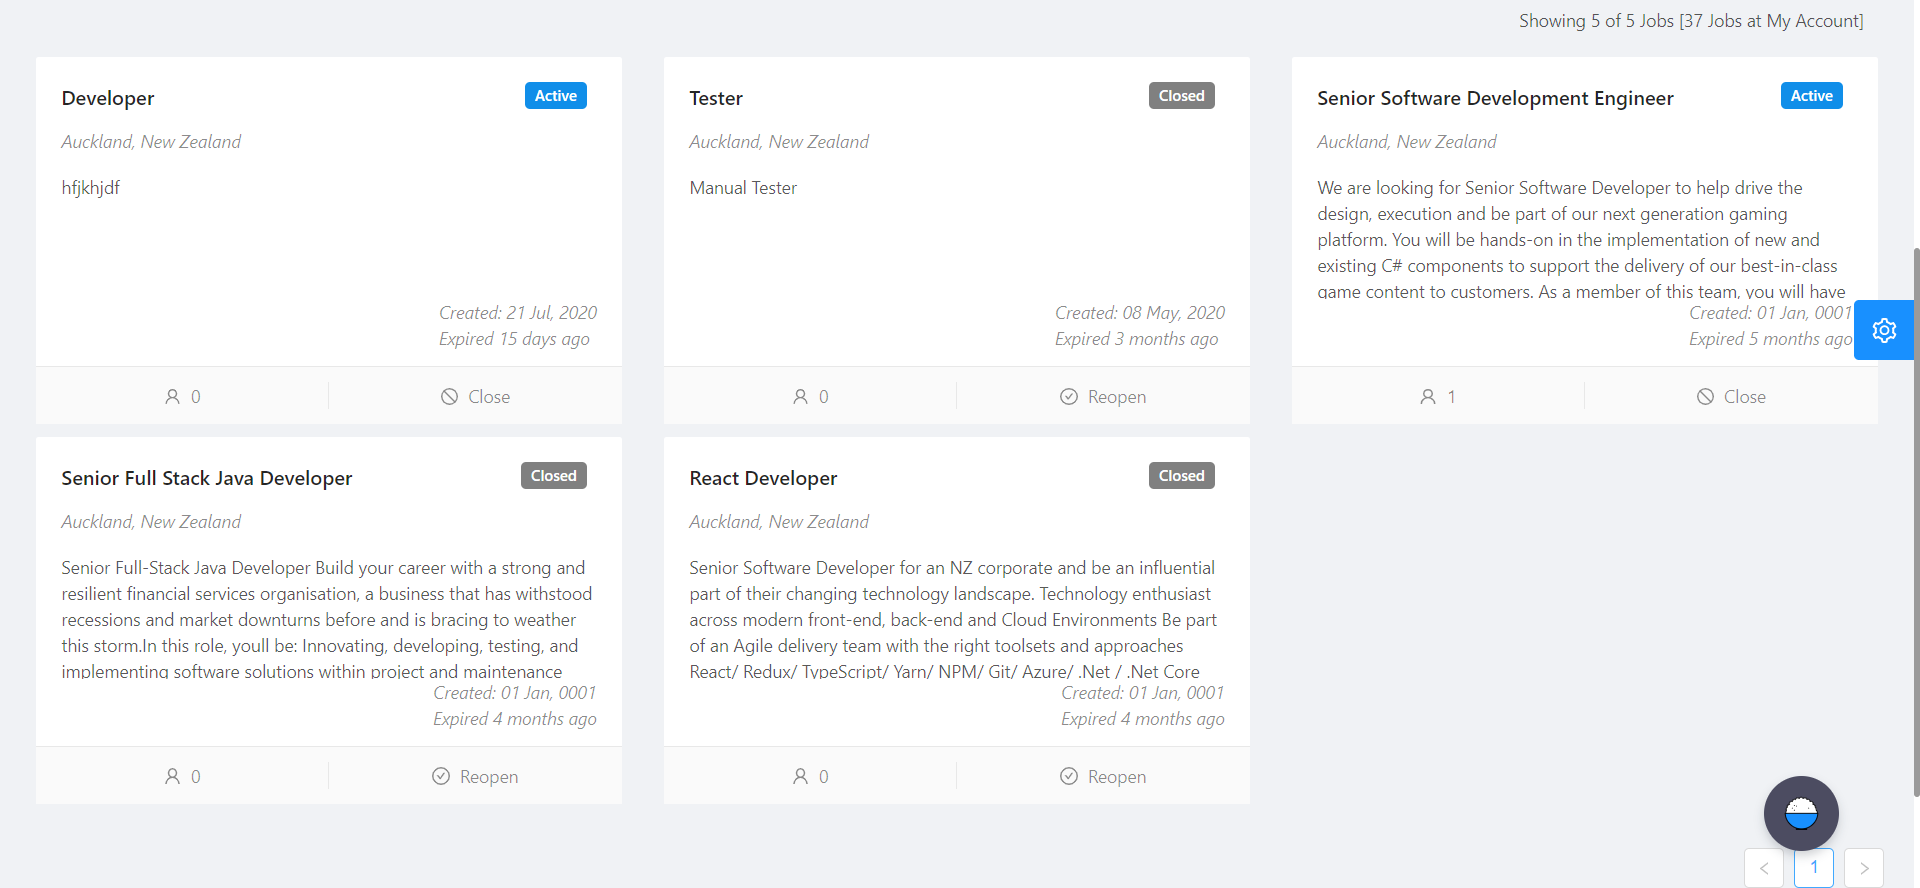 Showing 5 of 5 Jobs [37 Jobs at My Account]
Developer
Active
Auckland, New Zealand
hfjkhjdf
Created: 21 Jul, 2020
Expired 15 days ago
0
Close
Tester
Closed
Auckland, New Zealand
Manual Tester
Created: 08 May, 2020
Expired 3 months ago
0
Reopen
Senior Software Development Engineer
Active
Auckland, New Zealand
We are looking for Senior Software Developer to help drive the
design, execution and be part of our next generation gaming
platform. You will be hands-on in the implementation of new and
existing C# components to support the delivery of our best-in-class
game content to customers. As a member of this team, you will have
Created: 01 Jan, 0001
Expired 5 months ago
1
Close
Senior Full Stack Java Developer
Closed
Auckland, New Zealand
Senior Full-Stack Java Developer Build your career with a strong and
resilient financial services organisation, a business that has withstood
recessions and market downturns before and is bracing to weather
this storm.In this role, youll be: Innovating, developing, testing, and
implementing software solutions within project and maintenance
Created: 01 Jan, 0001
Expired 4 months ago
0
Reopen
React Developer
Closed
Auckland, New Zealand
Senior Software Developer for an NZ corporate and be an influential
part of their changing technology landscape. Technology enthusiast
across modern front-end, back-end and Cloud Environments Be part
of an Agile delivery team with the right toolsets and approaches
React/ Redux/ TypeScript/ Yarn/ NPM/ Git/ Azure/ .Net / .Net Core
Created: 01 Jan, 0001
Expired 4 months ago
0
Reopen
1